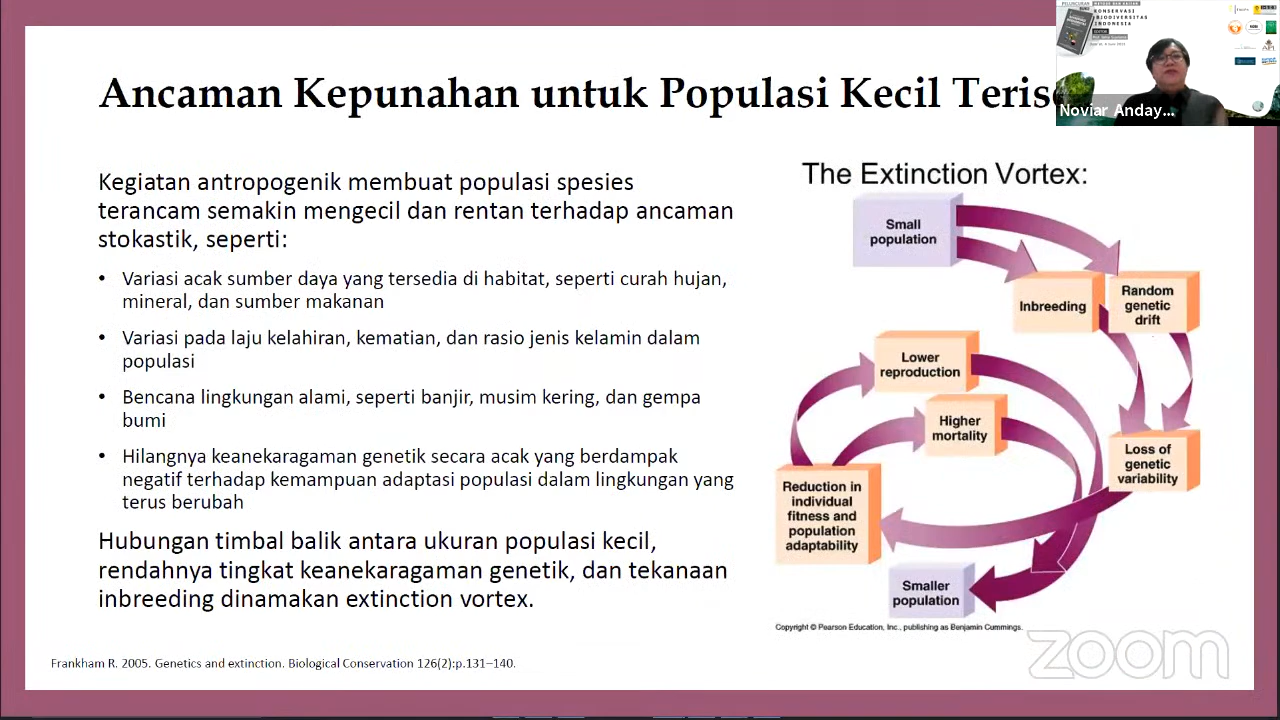 Ancaman Kepunahan untuk Populasi Kecil Teris
Kegiatan antropogenik membuat populasi spesies
terancam semakin mengecil dan rentan terhadap ancaman
stokastik, seperti:
• Variasi acak sumber daya yang tersedia di habitat, seperti curah hujan,
mineral, dan sumber makanan
• Variasi pada laju kelahiran, kematian, dan rasio jenis kelamin dalam
populasi
• Bencana lingkungan alami, seperti banjir, musim kering, dan gempa
bumi
• Hilangnya keanekaragaman genetik secara acak yang berdampak
negatif terhadap kemampuan adaptasi populasi dalam lingkungan yang
terus berubah
Hubungan timbal balik antara ukuran populasi kecil,
rendahnya tingkat keanekaragaman genetik, dan tekanaan
inbreeding dinamakan extinction vortex.
Frankham R. 2005. Genetics and extinction. Biological Conservation 126(2):p.131–140.
The Extinction Vortex:
Small
population
Inbreeding
Random
genetic
drift
Lower
reproduction
Higher
mortality
Loss of
genetic
variability
Reduction in
individual
fitness and
population
adaptability
Smaller
population
Copyright © Pearson Education, Inc., publishing as Benjamin Cummings.
zoom
KONSERVASI
BIODIVERSITAS
INDONESIA
EDITOR
Noviar Anday...